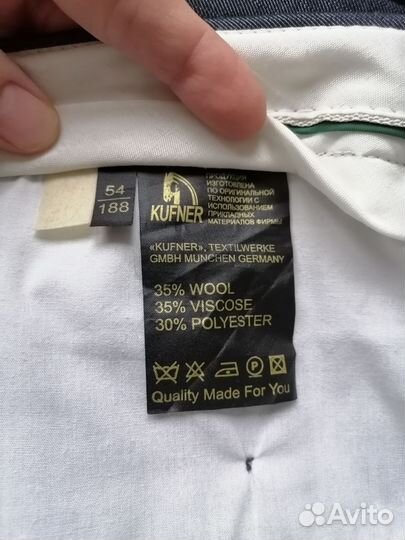 54
188
KUFNER
ПРОДУКЦИЯ
ИЗГОТОВЛЕНА
ПО ОРИГИНАЛЬНОЙ
ТЕХНОЛОГИИ С
ИСПОЛЬЗОВАНИЕМ
ПРИКЛАДНЫХ
МАТЕРИАЛОВ ФИРМЫ
«KUFNER», TEXTILWERKE
GMBH MUNCHEN GERMANY
35% WOOL
35% VISCOSE
30% POLYESTER
P
Quality Made For You
Avito